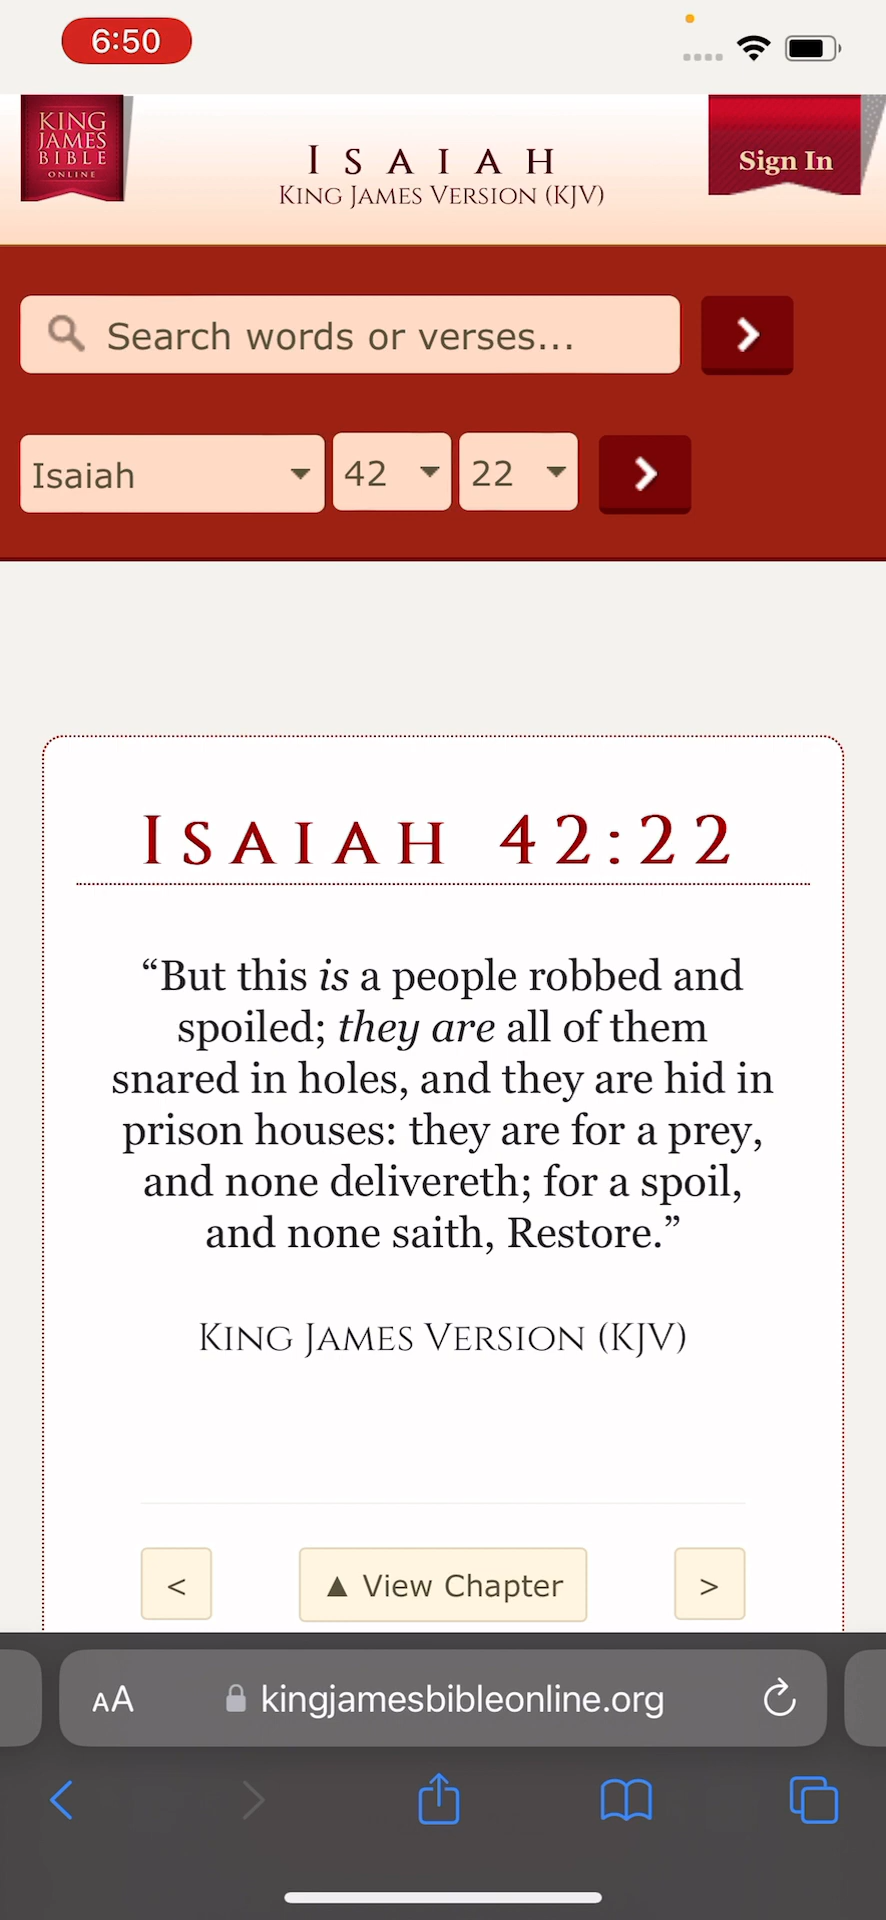 6:50
KING
JAMES
BIBLE
ONLINE
ISAIAH
KING JAMES VERSION (KJV)
Sign In
Search words or verses...
Isaiah 42 22
ISAIAH 42:22
“But this is a people robbed and
spoiled; they are all of them
snared in holes, and they are hid in
prison houses: they are for a prey,
and none delivereth; for a spoil,
and none saith, Restore.”
KING JAMES VERSION (KJV)
< ▲ View Chapter >
AA kingjamesbibleonline.org